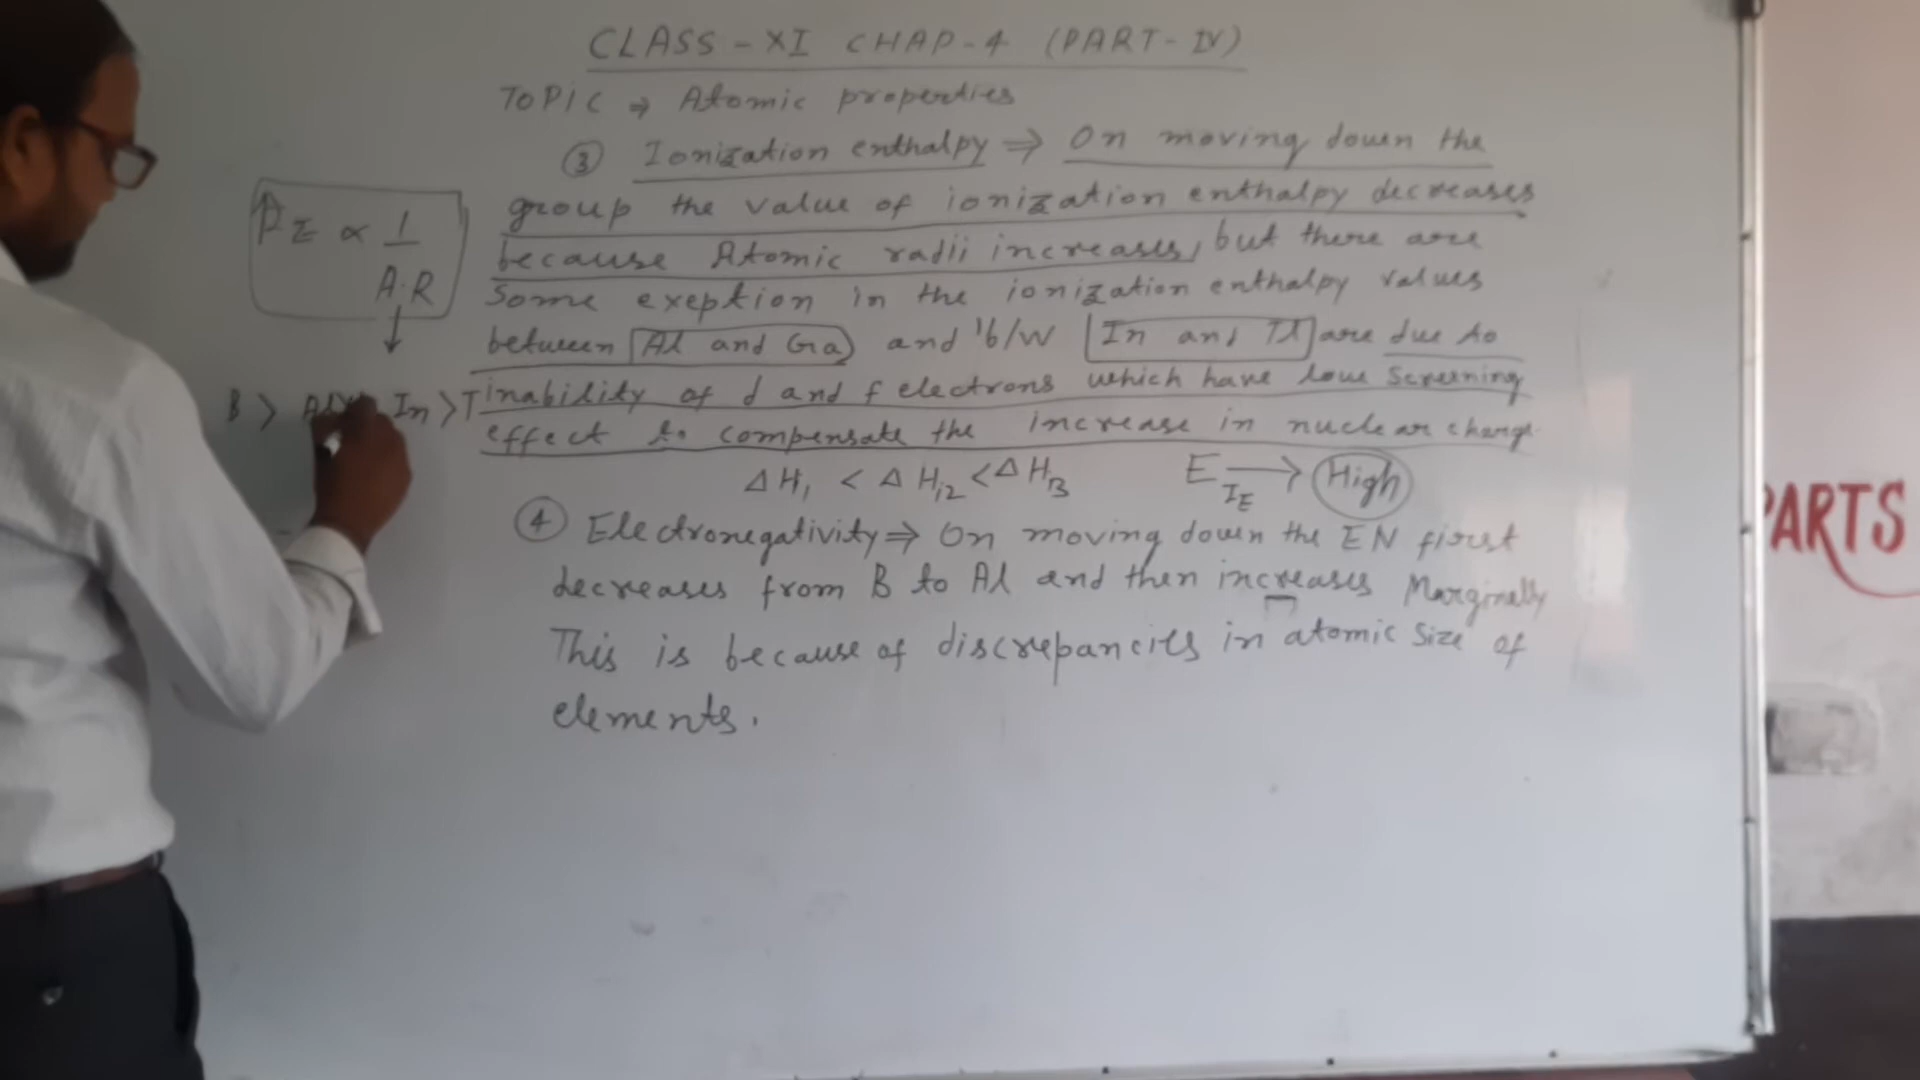 CLASS - XI CHAP-4 (PART-IV)
TOPIC ⇒ Atomic properties
③ Ionization enthalpy ⇒ On moving down the
group the value of ionization enthalpy decreases
because Atomic radii increases, but there are
Some exeption in the ionization enthalpy values
between Al and Ga and b/w In and Tl are due to
inability of d and f electrons which have low Screening
effect to compensate the increase in nuclear charge
ΔHi1 < ΔHi2 < ΔHi3 E IE → High
④ Electronegativity ⇒ On moving down the EN first
decreases from B to Al and then increases Marginally
This is because of discrepancies in atomic size of
elements.
↑ IE ∝ 1
A.R
↓
B > In > T
PARTS